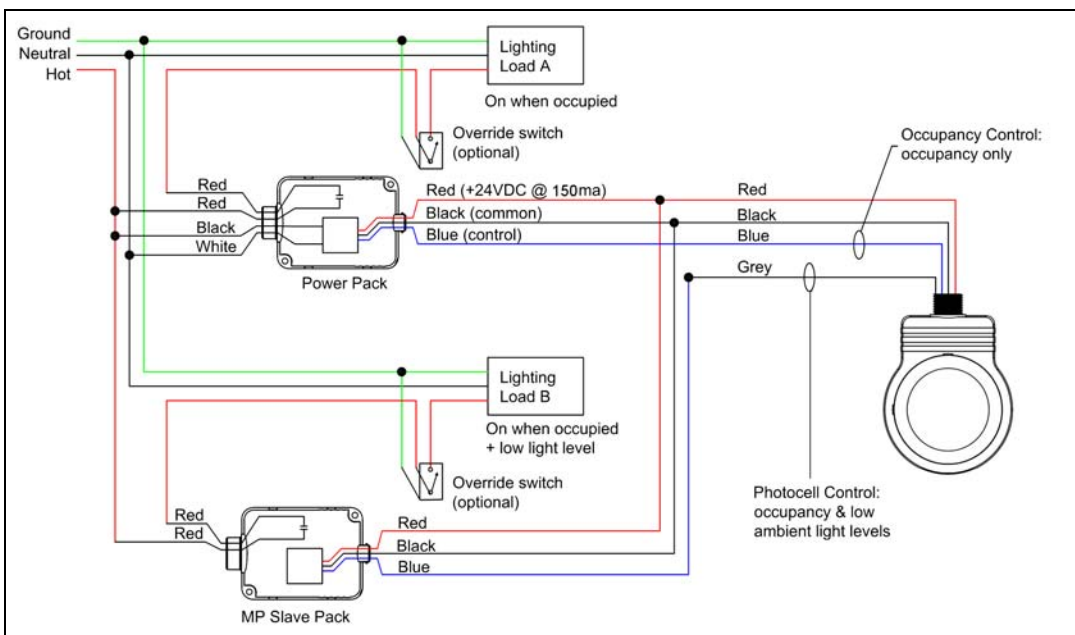 Ground
Neutral
Hot
Lighting
Load A
On when occupied
Override switch
(optional)
Occupancy Control:
occupancy only
Red
Red
Black
White
Power Pack
Red (+24VDC @ 150ma)
Black (common)
Blue (control)
Red
Black
Blue
Grey
Lighting
Load B
On when occupied
+ low light level
Override switch
(optional)
Photocell Control:
occupancy & low
ambient light levels
Red
Red
Red
Black
Blue
MP Slave Pack